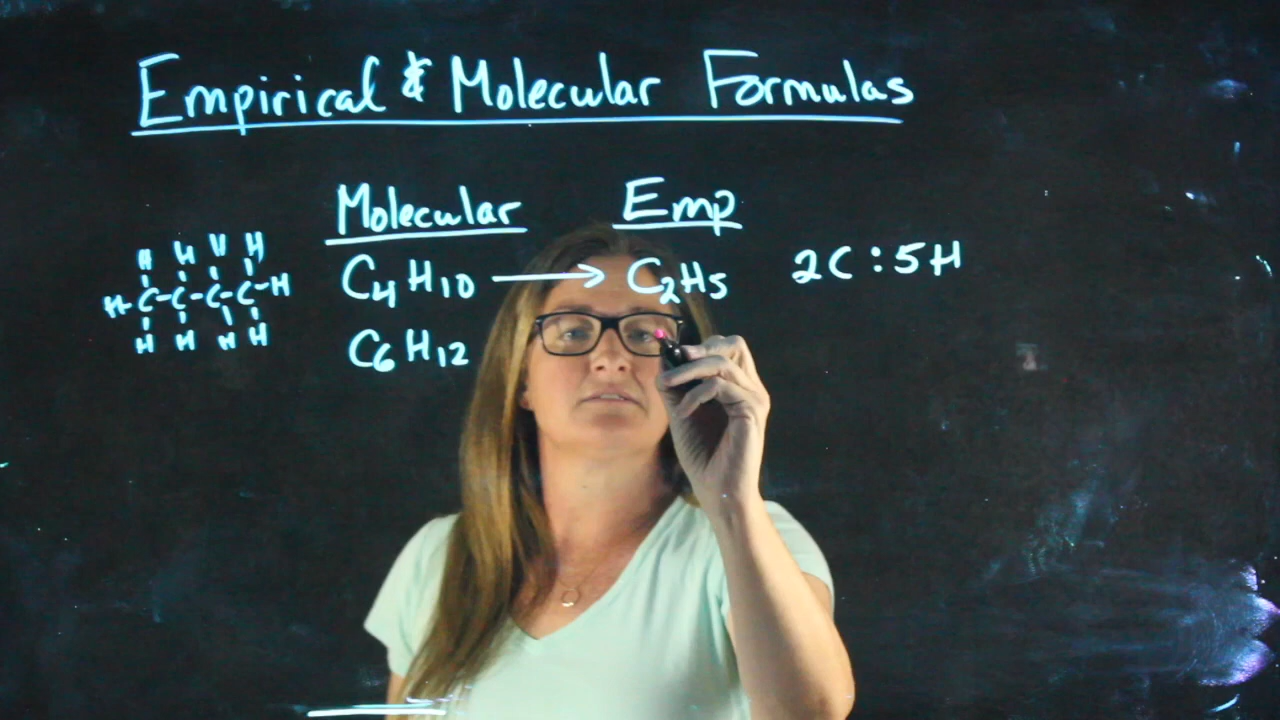 Empirical & Molecular Formulas
Molecular Emp
H H H H
C₄H₁₀ → C₂H₅ 2C : 5H
H-C-C-C-C-H
H H H H
C₆H₁₂